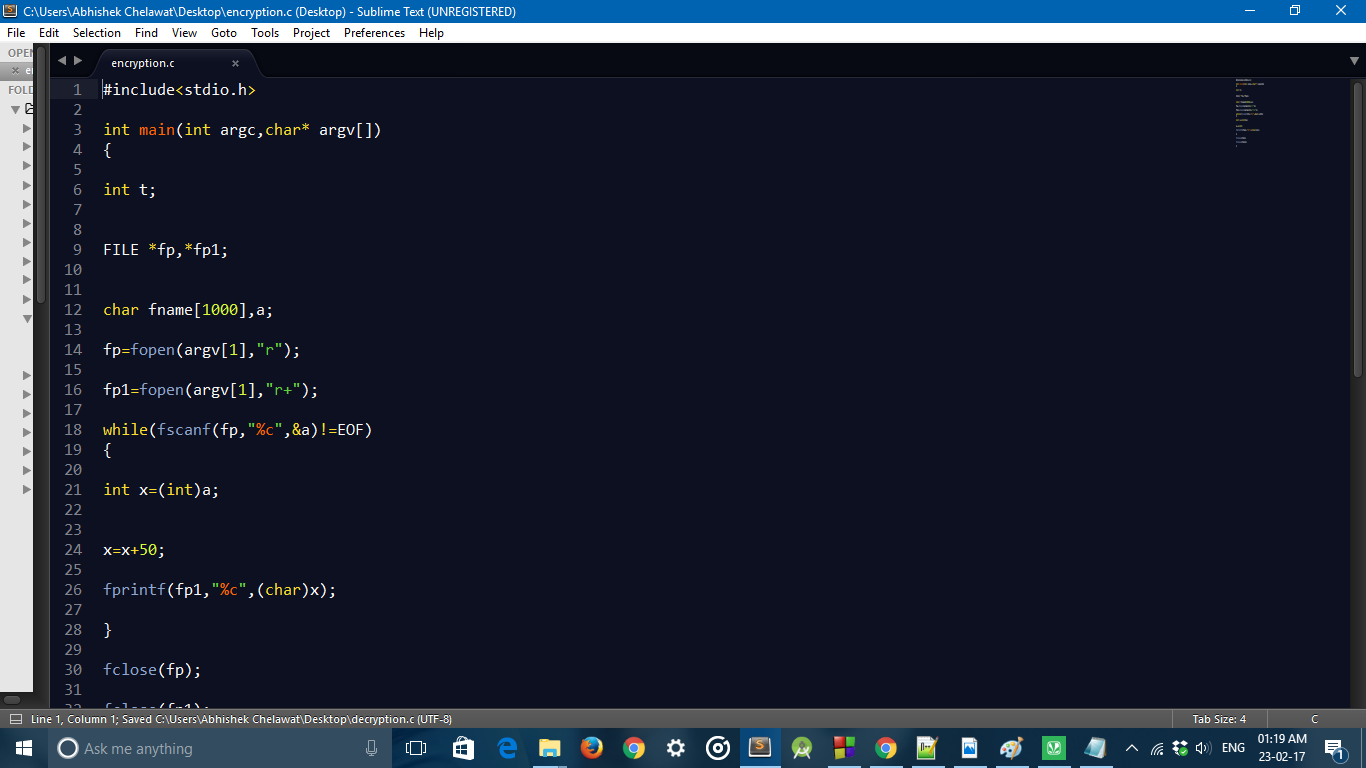 C:\Users\Abhishek Chelawat\Desktop\encryption.c (Desktop) - Sublime Text (UNREGISTERED)
File Edit Selection Find View Goto Tools Project Preferences Help
encryption.c
1 #include<stdio.h>
2
3 int main(int argc,char* argv[])
4 {
5
6 int t;
7
8
9 FILE *fp,*fp1;
10
11
12 char fname[1000],a;
13
14 fp=fopen(argv[1],"r");
15
16 fp1=fopen(argv[1],"r+");
17
18 while(fscanf(fp,"%c",&a)!=EOF)
19 {
20
21 int x=(int)a;
22
23
24 x=x+50;
25
26 fprintf(fp1,"%c",(char)x);
27
28 }
29
30 fclose(fp);
31
32 fclose(fp1);
Line 1, Column 1; Saved C:\Users\Abhishek Chelawat\Desktop\decryption.c (UTF-8)
Tab Size: 4
C
Ask me anything
ENG
01:19 AM
23-02-17
1